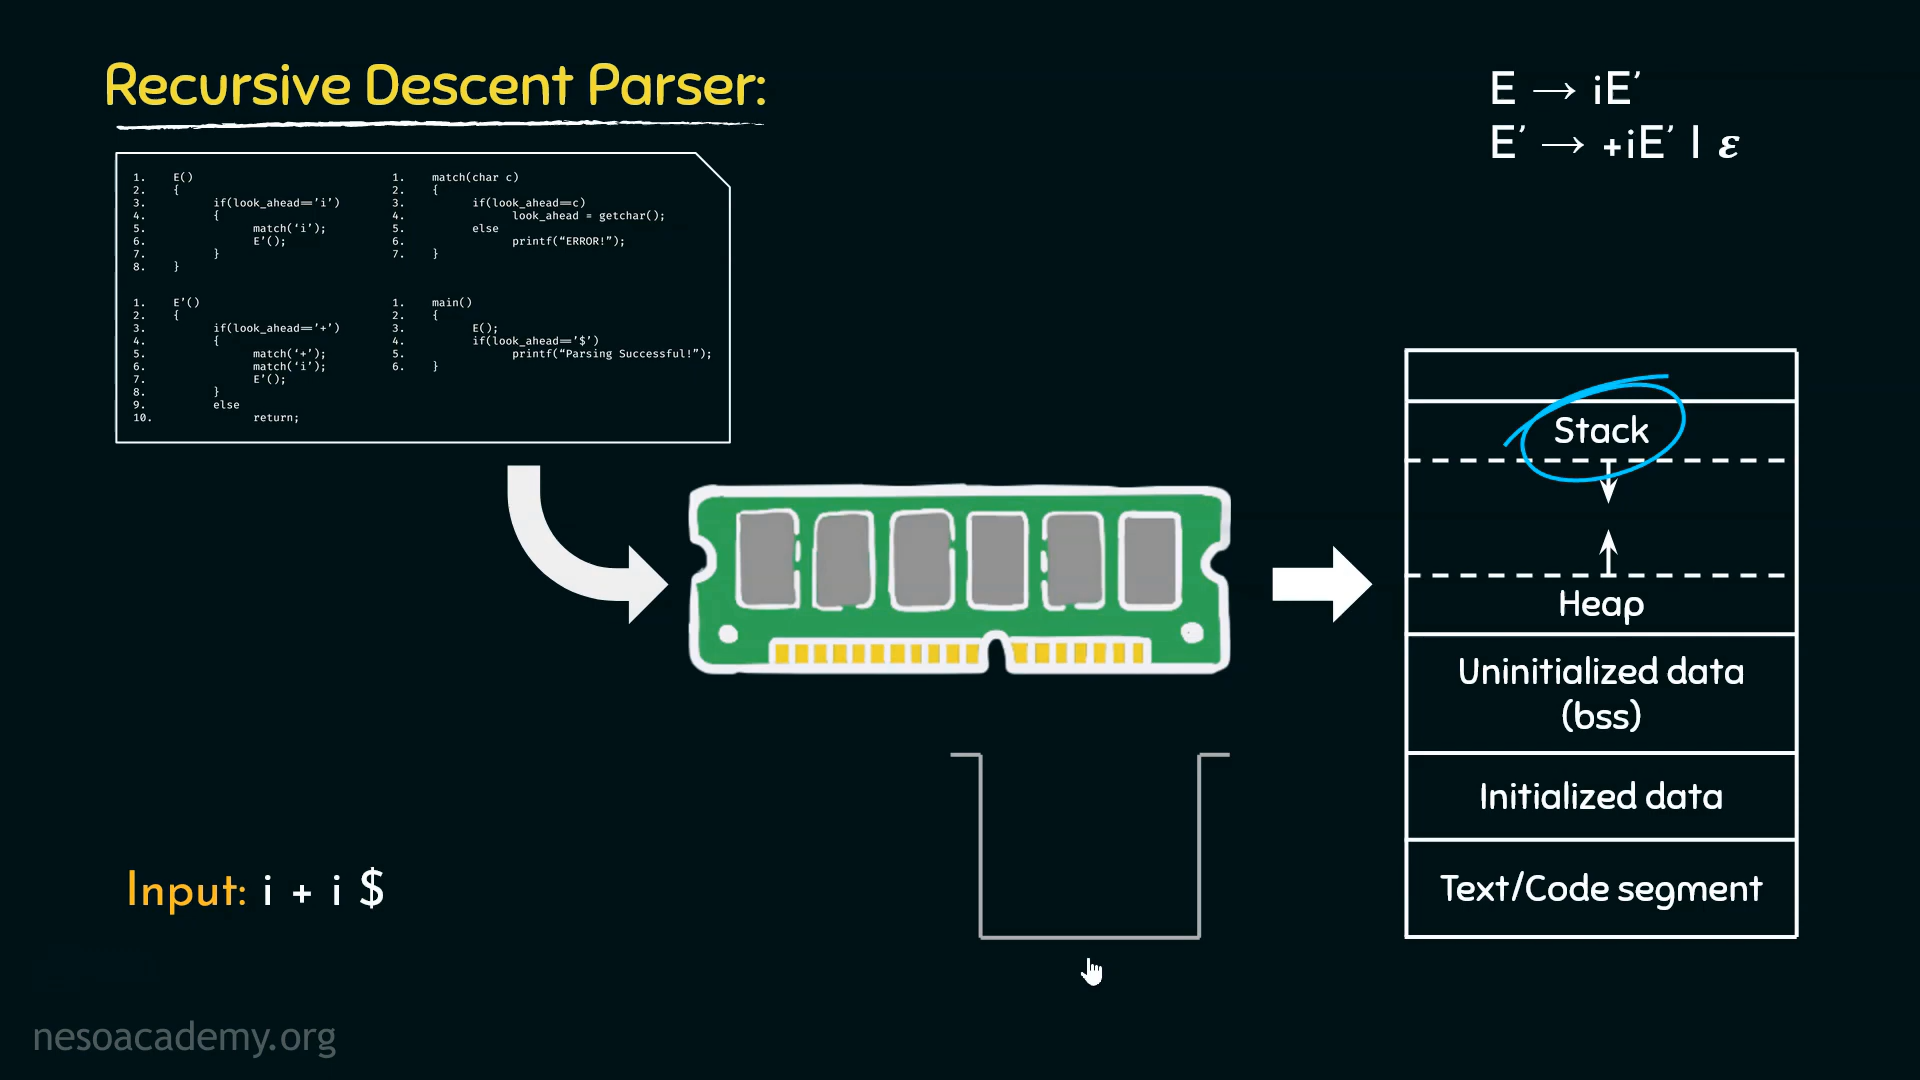 Recursive Descent Parser:
E → iE’
E’ → +iE’ | ε
1. E()
2. {
3. if(look_ahead=='i’)
4. {
5. match(‘i’);
6. E’();
7. }
8. }
1. match(char c)
2. {
3. if(look_ahead==c)
4. look_ahead = getchar();
5. else
6. printf(“ERROR!”);
7. }
1. E’()
2. {
3. if(look_ahead=='+’)
4. {
5. match(‘+’);
6. match(‘i’);
7. E’();
8. }
9. else
10. return;
1. main()
2. {
3. E();
4. if(look_ahead=='$’)
5. printf(“Parsing Successful!”);
6. }
Stack
Heap
Uninitialized data
(bss)
Initialized data
Text/Code segment
Input: i + i $
nesoacademy.org